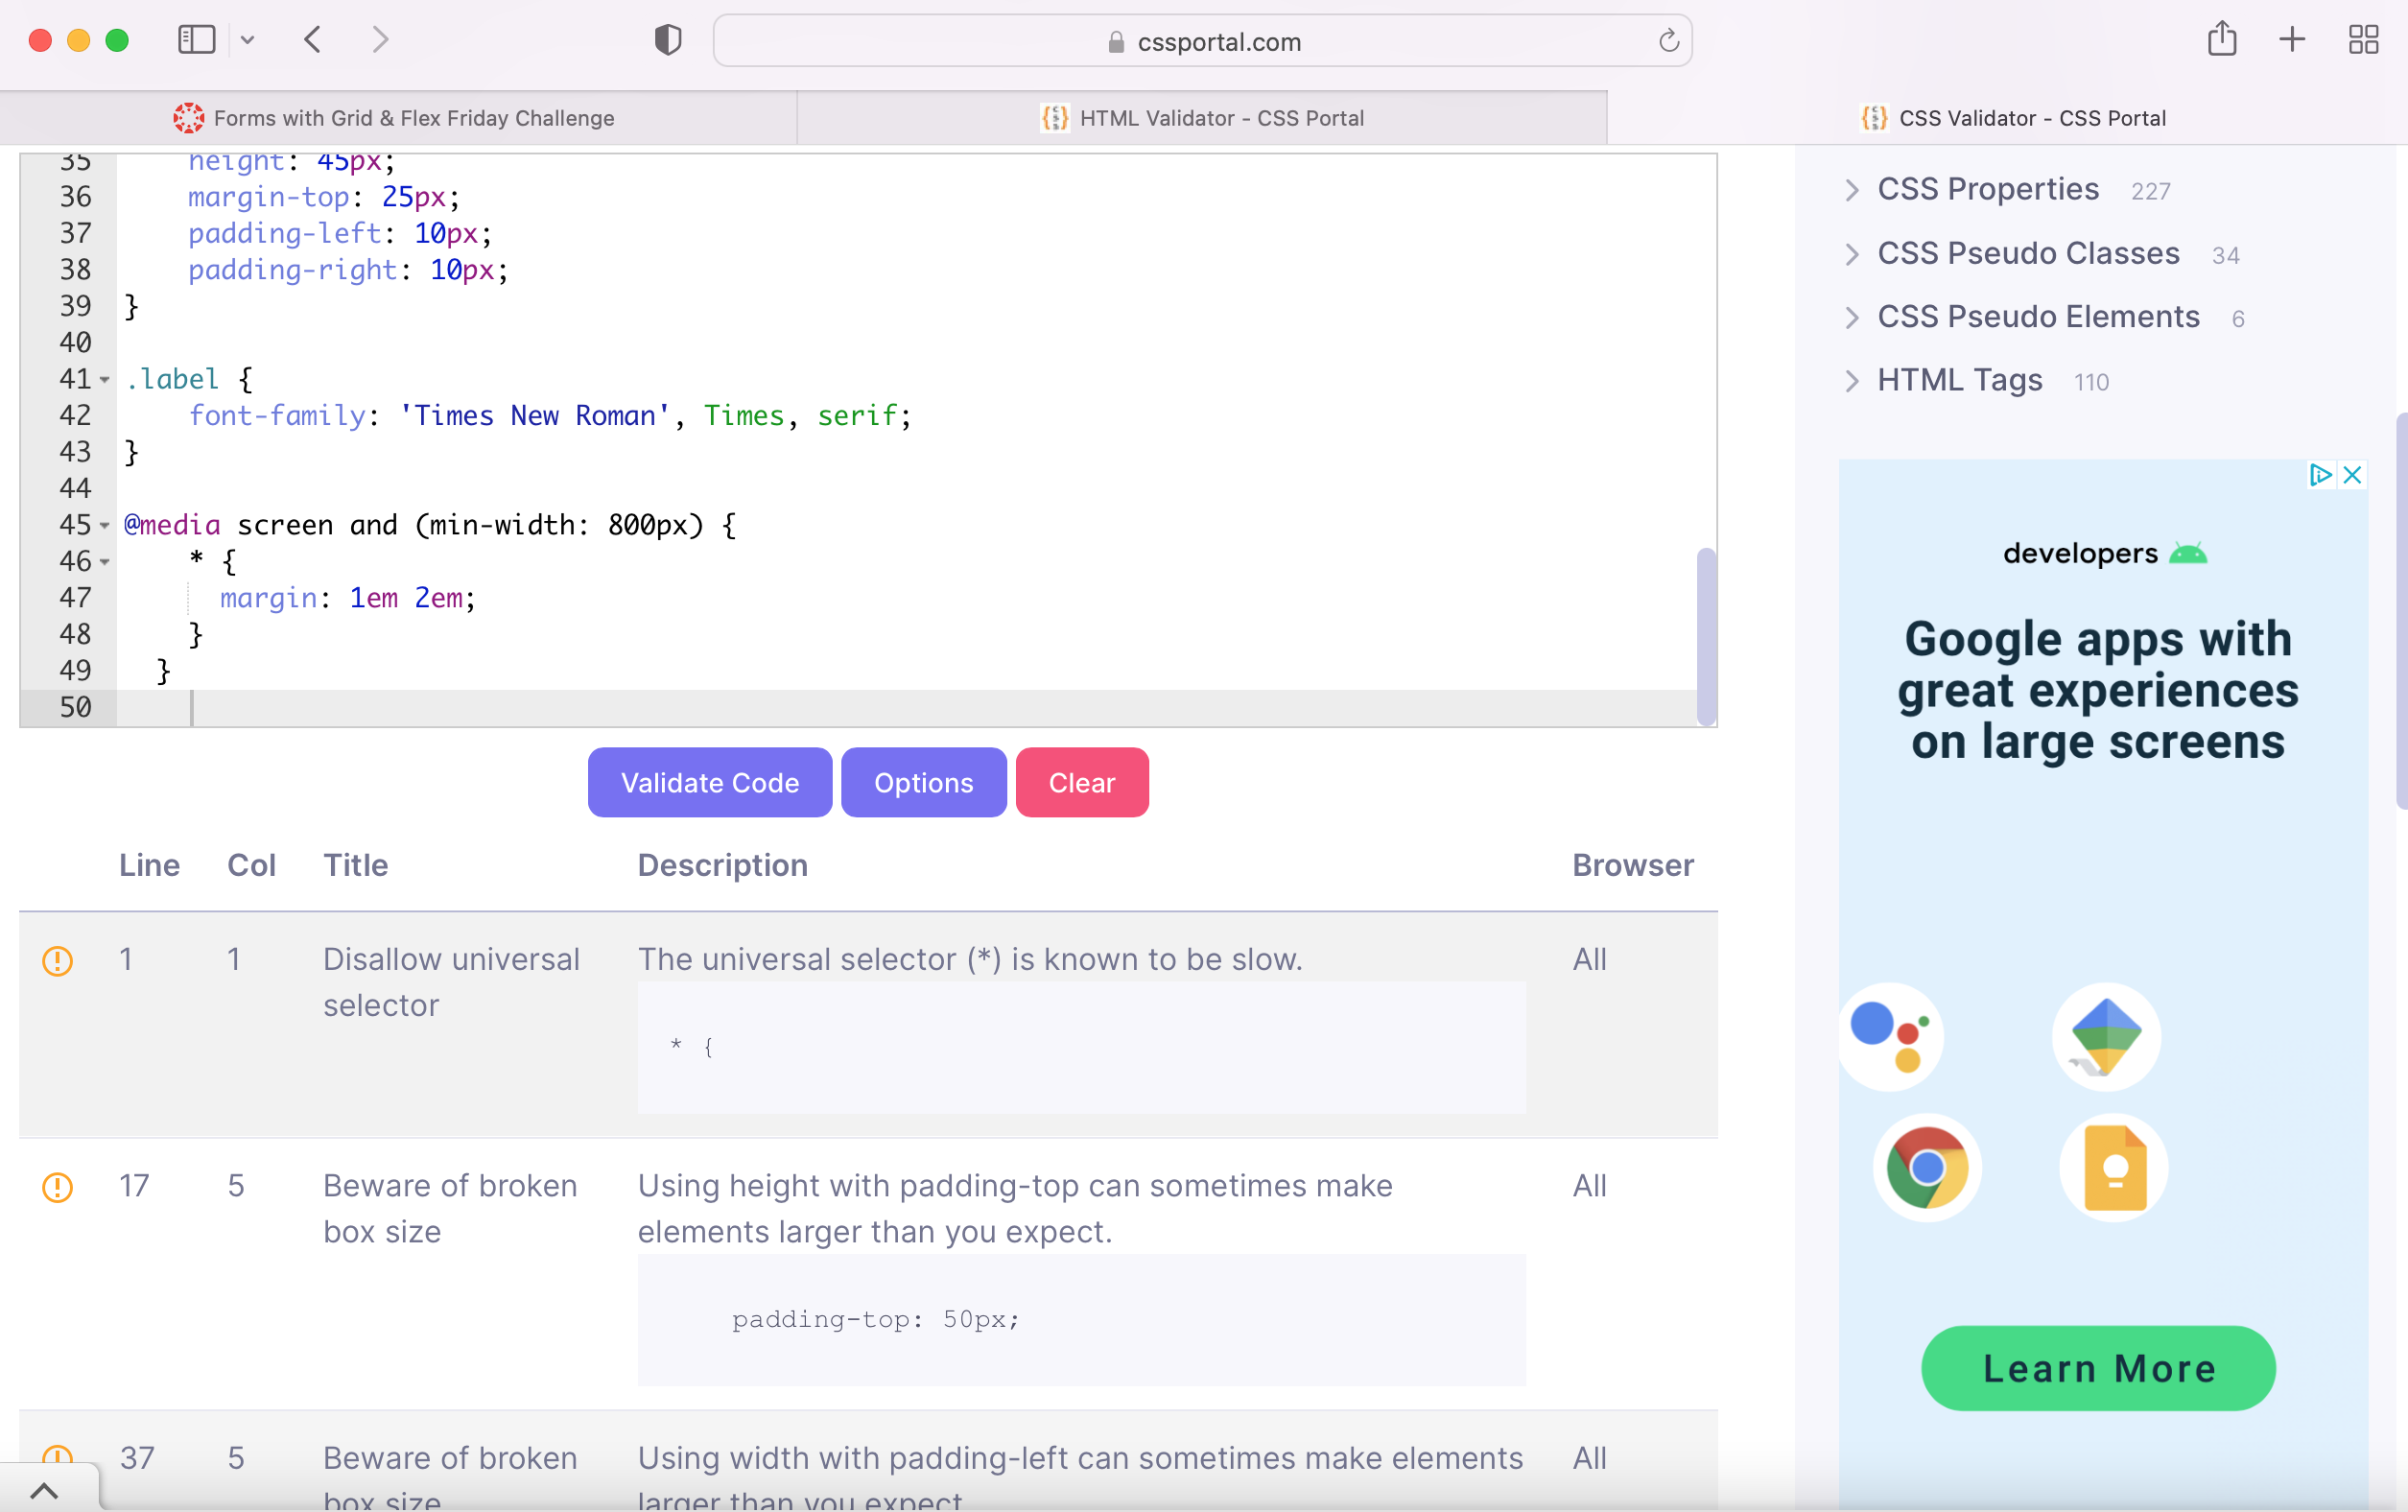 cssportal.com
Forms with Grid & Flex Friday Challenge
HTML Validator - CSS Portal
CSS Validator - CSS Portal
35 height: 45px;
36 margin-top: 25px;
37 padding-left: 10px;
38 padding-right: 10px;
39 }
40
41 .label {
42 font-family: 'Times New Roman', Times, serif;
43 }
44
45 @media screen and (min-width: 800px) {
46 * {
47 margin: 1em 2em;
48 }
49 }
50
Validate Code Options Clear
Line Col Title Description Browser
1 1 Disallow universal The universal selector (*) is known to be slow. All
selector
* {
17 5 Beware of broken Using height with padding-top can sometimes make All
box size elements larger than you expect.
padding-top: 50px;
37 5 Beware of broken Using width with padding-left can sometimes make elements All
box size larger than you expect
CSS Properties 227
CSS Pseudo Classes 34
CSS Pseudo Elements 6
HTML Tags 110
developers
Google apps with
great experiences
on large screens
Learn More